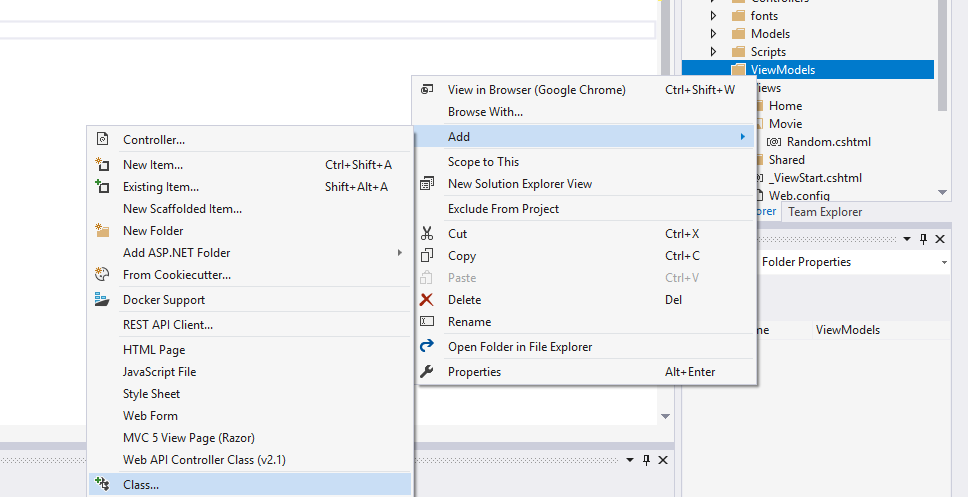 Controllers
fonts
Models
Scripts
ViewModels
Views
Home
Movie
Random.cshtml
Shared
_ViewStart.cshtml
Web.config
Team Explorer
Folder Properties
ViewModels
View in Browser (Google Chrome) Ctrl+Shift+W
Browse With...
Add
Scope to This
New Solution Explorer View
Exclude From Project
Cut Ctrl+X
Copy Ctrl+C
Paste Ctrl+V
Delete Del
Rename
Open Folder in File Explorer
Properties Alt+Enter
Controller...
New Item... Ctrl+Shift+A
Existing Item... Shift+Alt+A
New Scaffolded Item...
New Folder
Add ASP.NET Folder
From Cookiecutter...
Docker Support
REST API Client...
HTML Page
JavaScript File
Style Sheet
Web Form
MVC 5 View Page (Razor)
Web API Controller Class (v2.1)
Class...